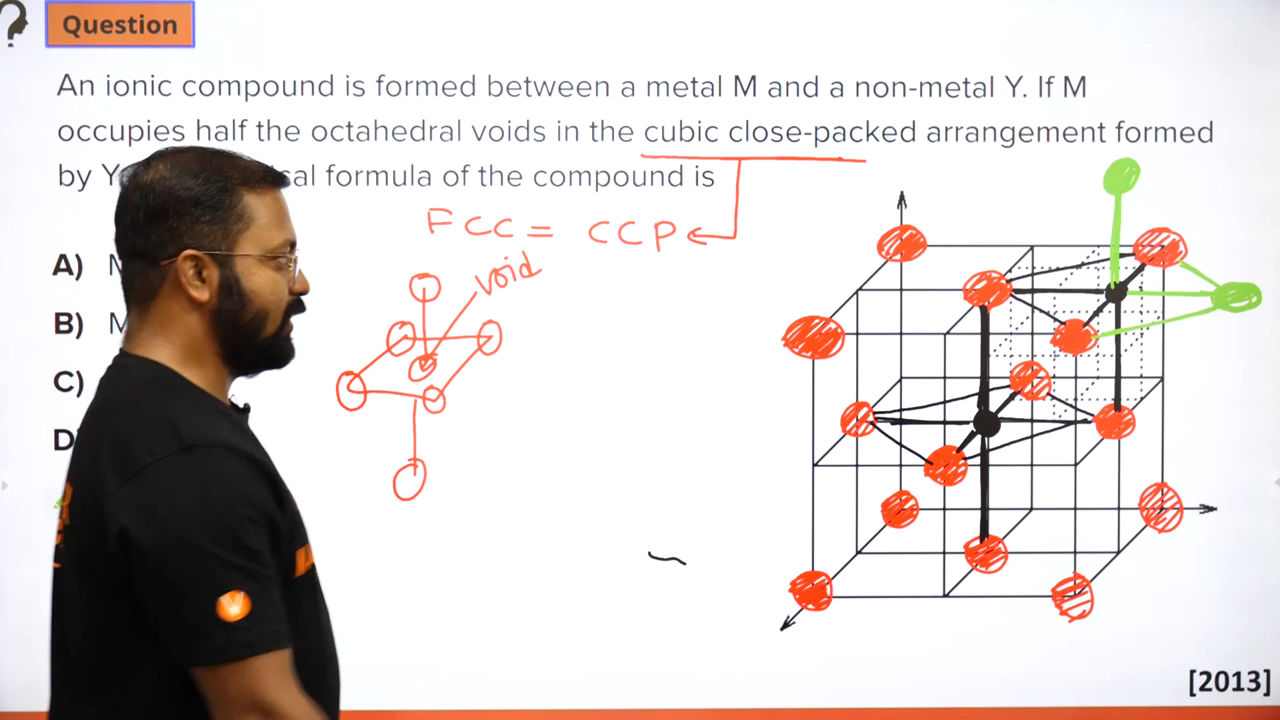 Question
An ionic compound is formed between a metal M and a non-metal Y. If M
occupies half the octahedral voids in the cubic close-packed arrangement formed
by Y formula of the compound is
FCC = CCP
void
A)
B) M
C)
D
[2013]